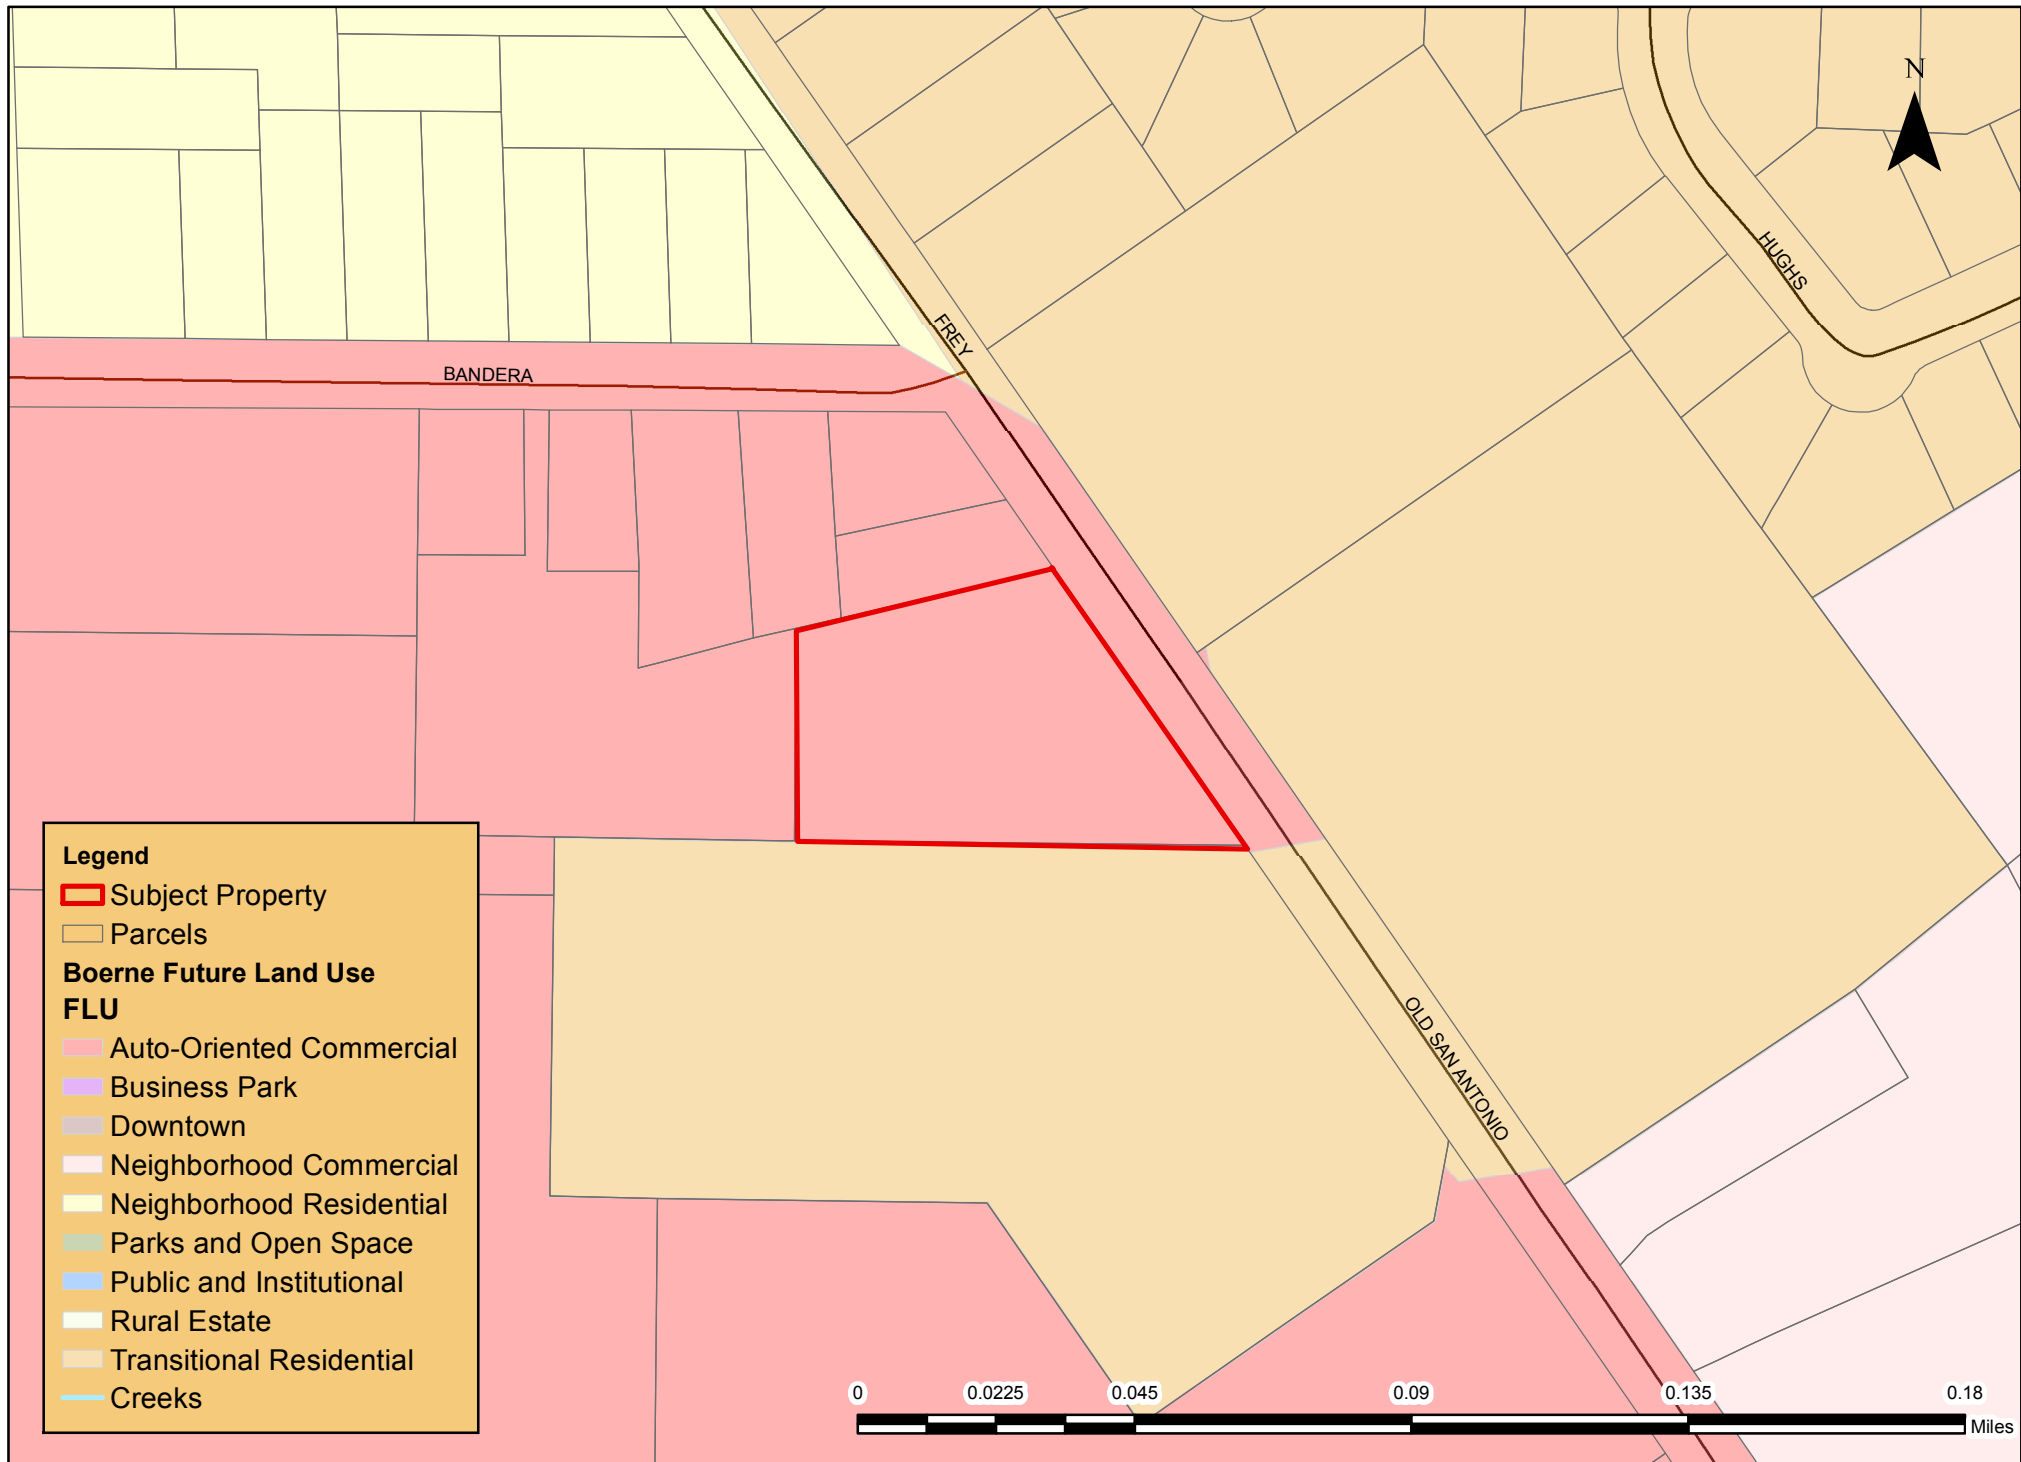 N
HUGHS
FREY
BANDERA
OLD SAN ANTONIO
Legend
Subject Property
Parcels
Boerne Future Land Use
FLU
Auto-Oriented Commercial
Business Park
Downtown
Neighborhood Commercial
Neighborhood Residential
Parks and Open Space
Public and Institutional
Rural Estate
Transitional Residential
Creeks
0 0.0225 0.045 0.09 0.135 0.18
Miles